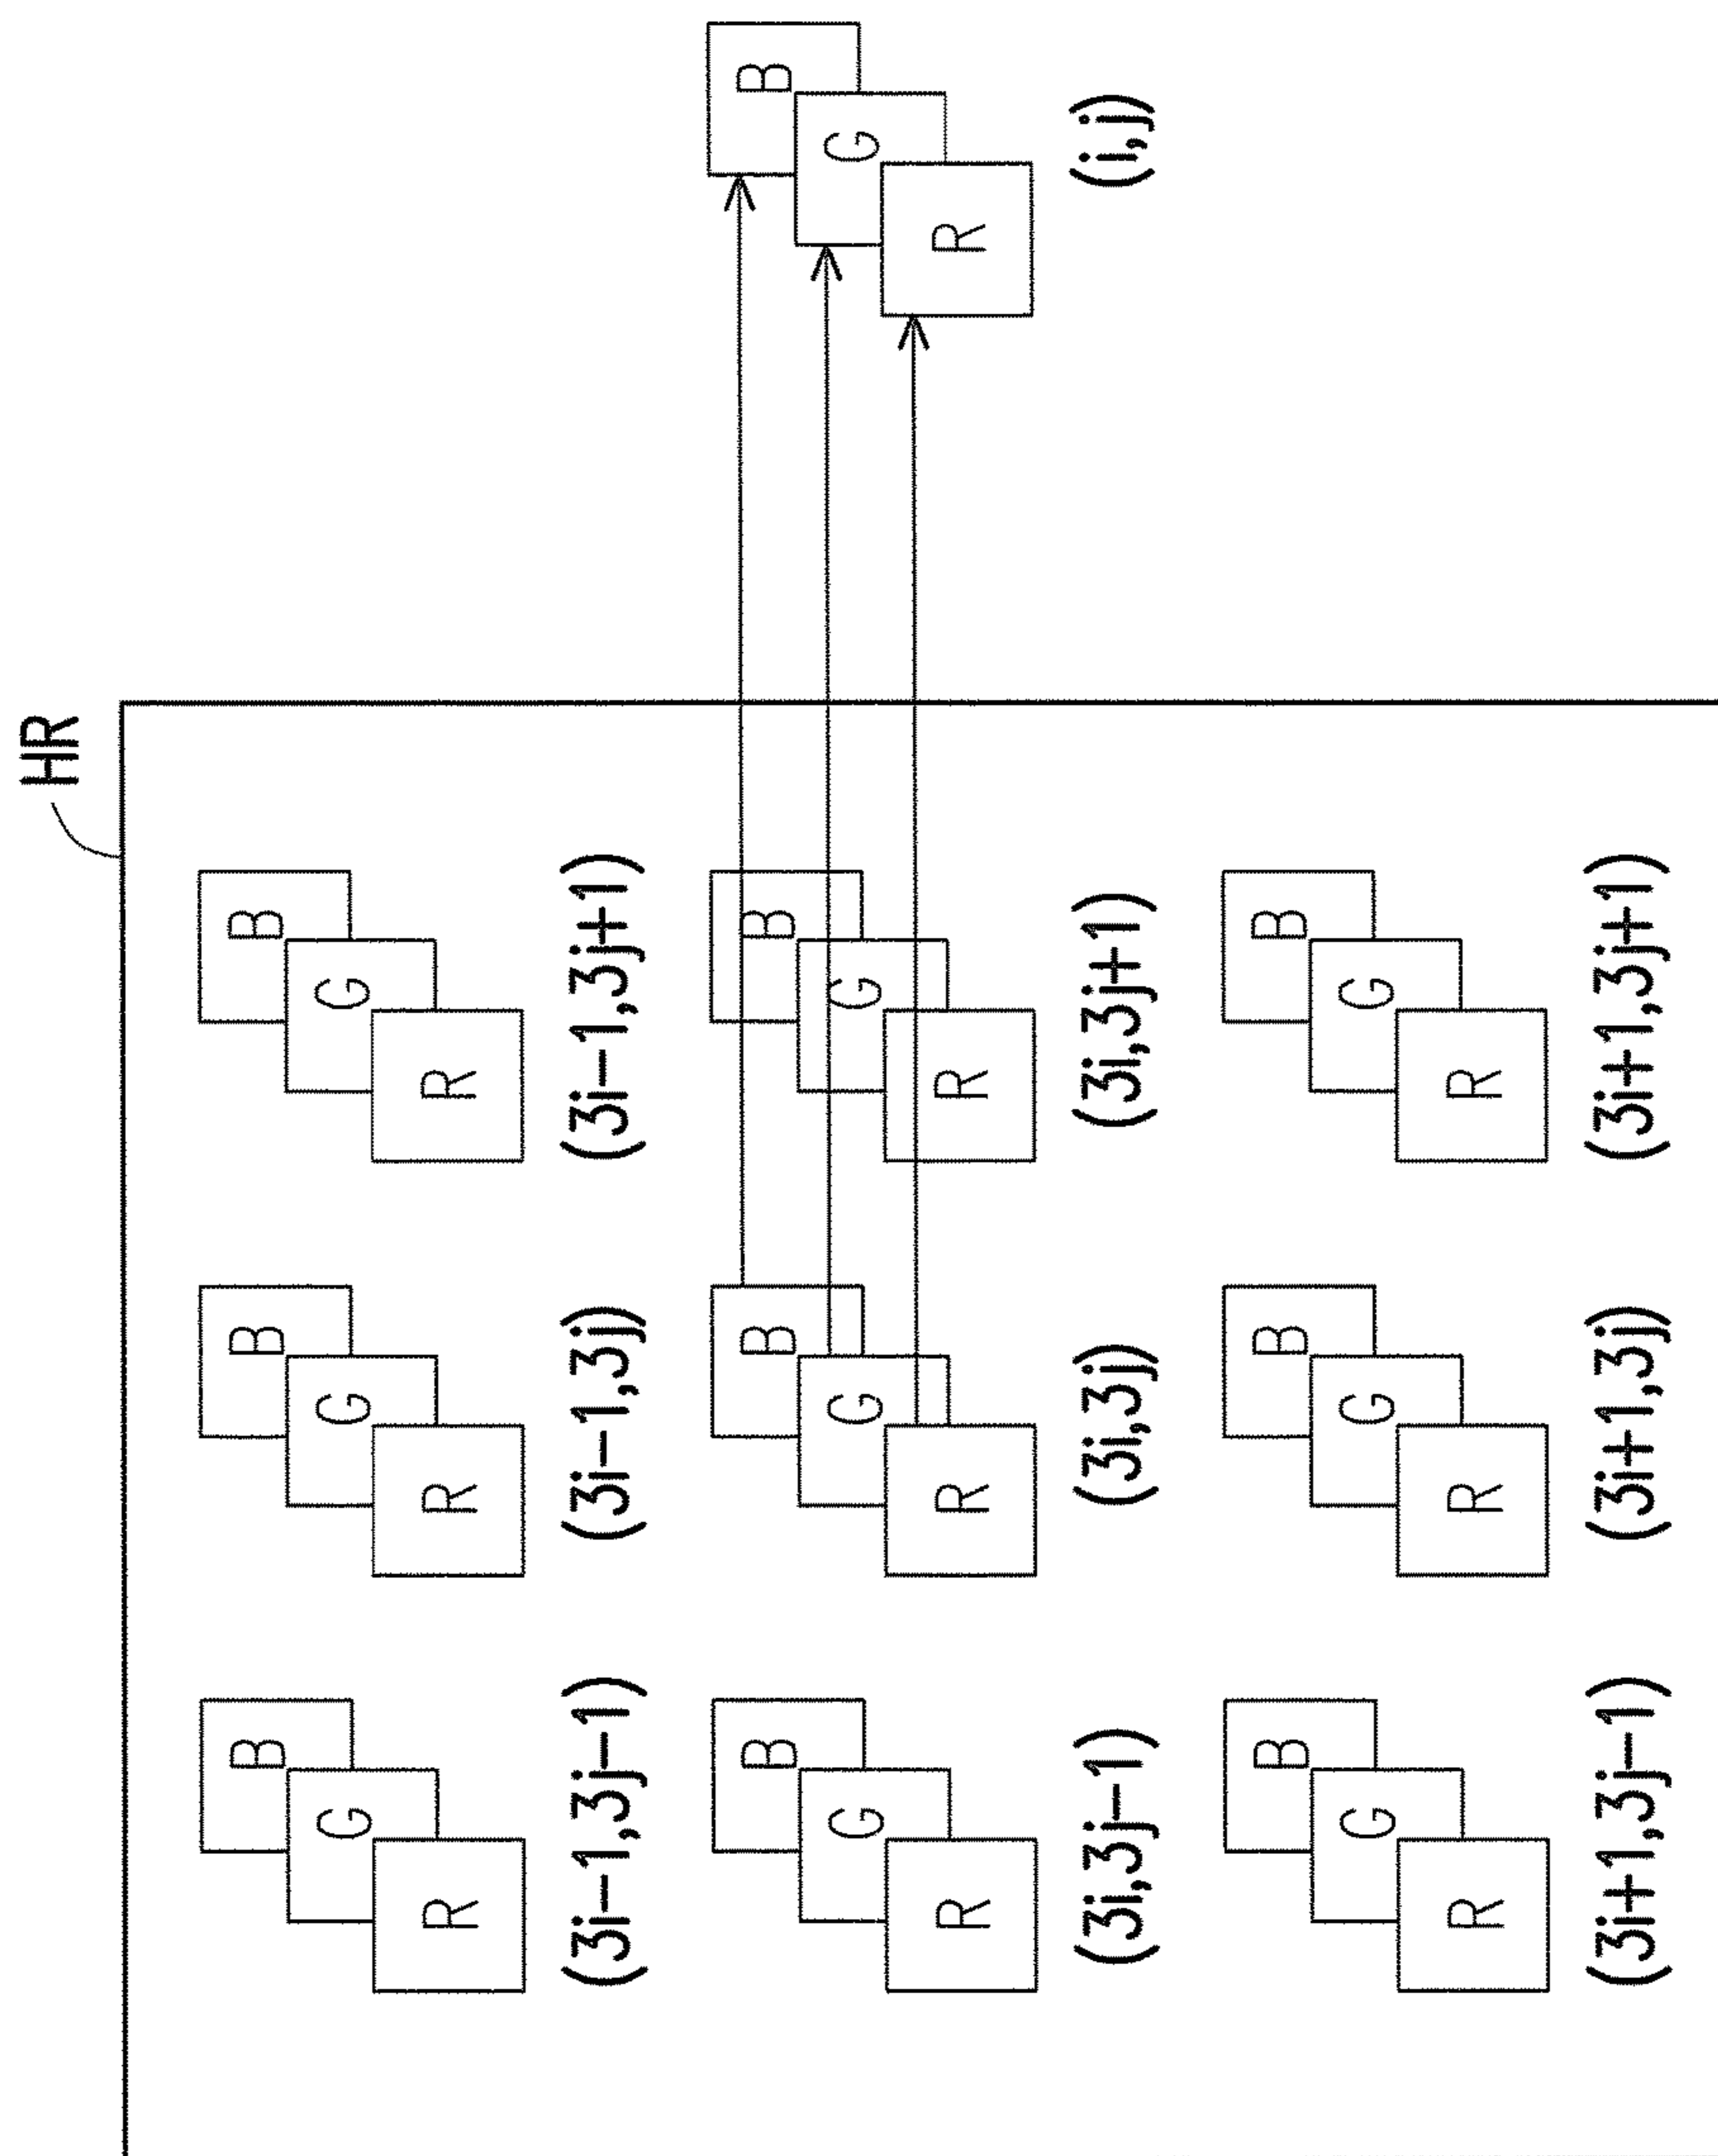 HR
B B B
G G G
R R R
(3i−1,3j−1) (3i−1,3j) (3i−1,3j+1)
B B B B
G G G G
R R R R
(3i,3j−1) (3i,3j) (3i,3j+1) (i,j)
B B B
G G G
R R R
(3i+1,3j−1) (3i+1,3j) (3i+1,3j+1)